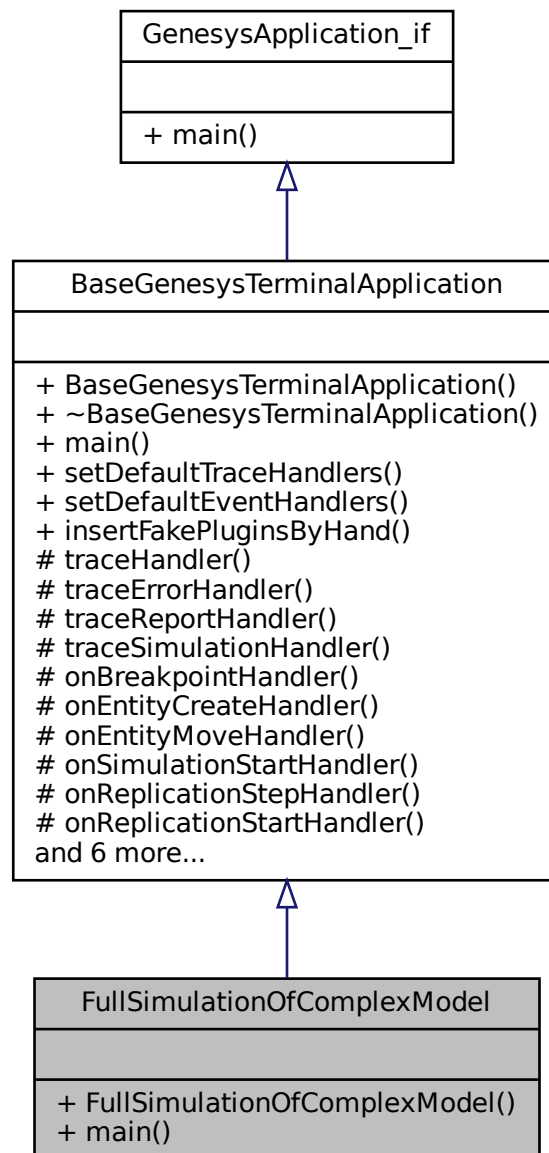 GenesysApplication_if
+ main()
BaseGenesysTerminalApplication
+ BaseGenesysTerminalApplication()
+ ~BaseGenesysTerminalApplication()
+ main()
+ setDefaultTraceHandlers()
+ setDefaultEventHandlers()
+ insertFakePluginsByHand()
# traceHandler()
# traceErrorHandler()
# traceReportHandler()
# traceSimulationHandler()
# onBreakpointHandler()
# onEntityCreateHandler()
# onEntityMoveHandler()
# onSimulationStartHandler()
# onReplicationStepHandler()
# onReplicationStartHandler()
and 6 more...
FullSimulationOfComplexModel
+ FullSimulationOfComplexModel()
+ main()